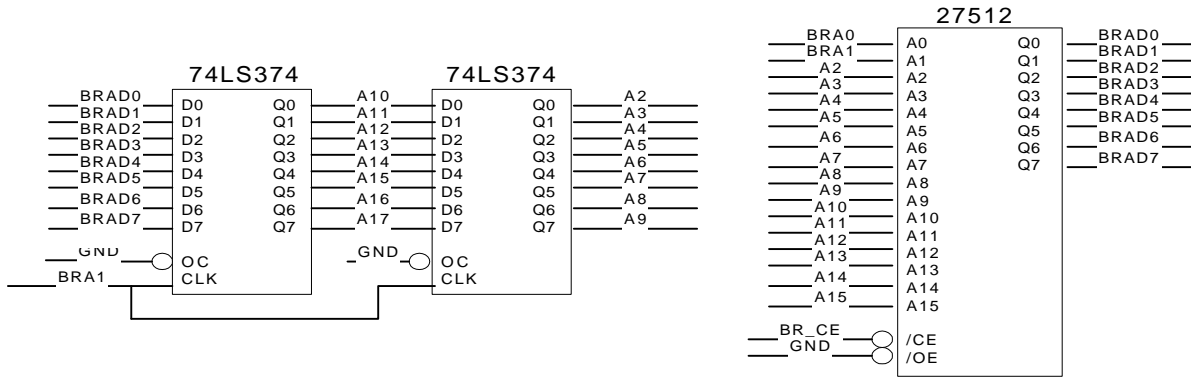 27512
74LS374 74LS374
BRAD0 D0 Q0 A10 D0 Q0 A2
BRAD1 D1 Q1 A11 D1 Q1 A3
BRAD2 D2 Q2 A12 D2 Q2 A4
BRAD3 D3 Q3 A13 D3 Q3 A5
BRAD4 D4 Q4 A14 D4 Q4 A6
BRAD5 D5 Q5 A15 D5 Q5 A7
BRAD6 D6 Q6 A16 D6 Q6 A8
BRAD7 D7 Q7 A17 D7 Q7 A9
GND OC GND OC
BRA1 CLK CLK
BRA0 A0 Q0 BRAD0
BRA1 A1 Q1 BRAD1
A2 A2 Q2 BRAD2
A3 A3 Q3 BRAD3
A4 A4 Q4 BRAD4
A5 A5 Q5 BRAD5
A6 A6 Q6 BRAD6
A7 A7 Q7 BRAD7
A8 A8
A9 A9
A10 A10
A11 A11
A12 A12
A13 A13
A14 A14
A15 A15
BR_CE /CE
GND /OE